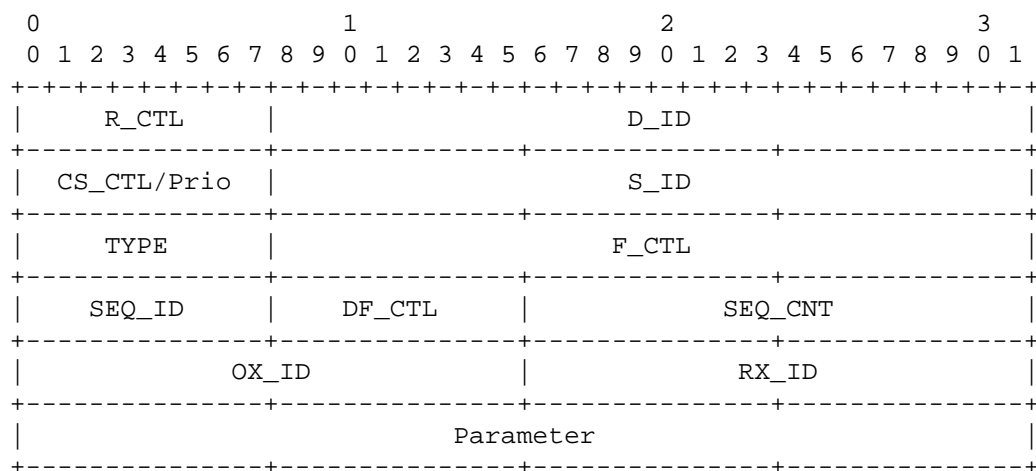 0                   1                   2                   3
0 1 2 3 4 5 6 7 8 9 0 1 2 3 4 5 6 7 8 9 0 1 2 3 4 5 6 7 8 9 0 1
+-+-+-+-+-+-+-+-+-+-+-+-+-+-+-+-+-+-+-+-+-+-+-+-+-+-+-+-+-+-+-+-+
|     R_CTL     |                      D_ID                     |
+---------------+---------------+---------------+---------------+
|  CS_CTL/Prio  |                      S_ID                     |
+---------------+---------------+---------------+---------------+
|     TYPE      |                     F_CTL                     |
+---------------+---------------+---------------+---------------+
|    SEQ_ID     |    DF_CTL     |            SEQ_CNT            |
+---------------+---------------+---------------+---------------+
|             OX_ID             |             RX_ID             |
+---------------+---------------+---------------+---------------+
|                           Parameter                           |
+---------------+---------------+---------------+---------------+